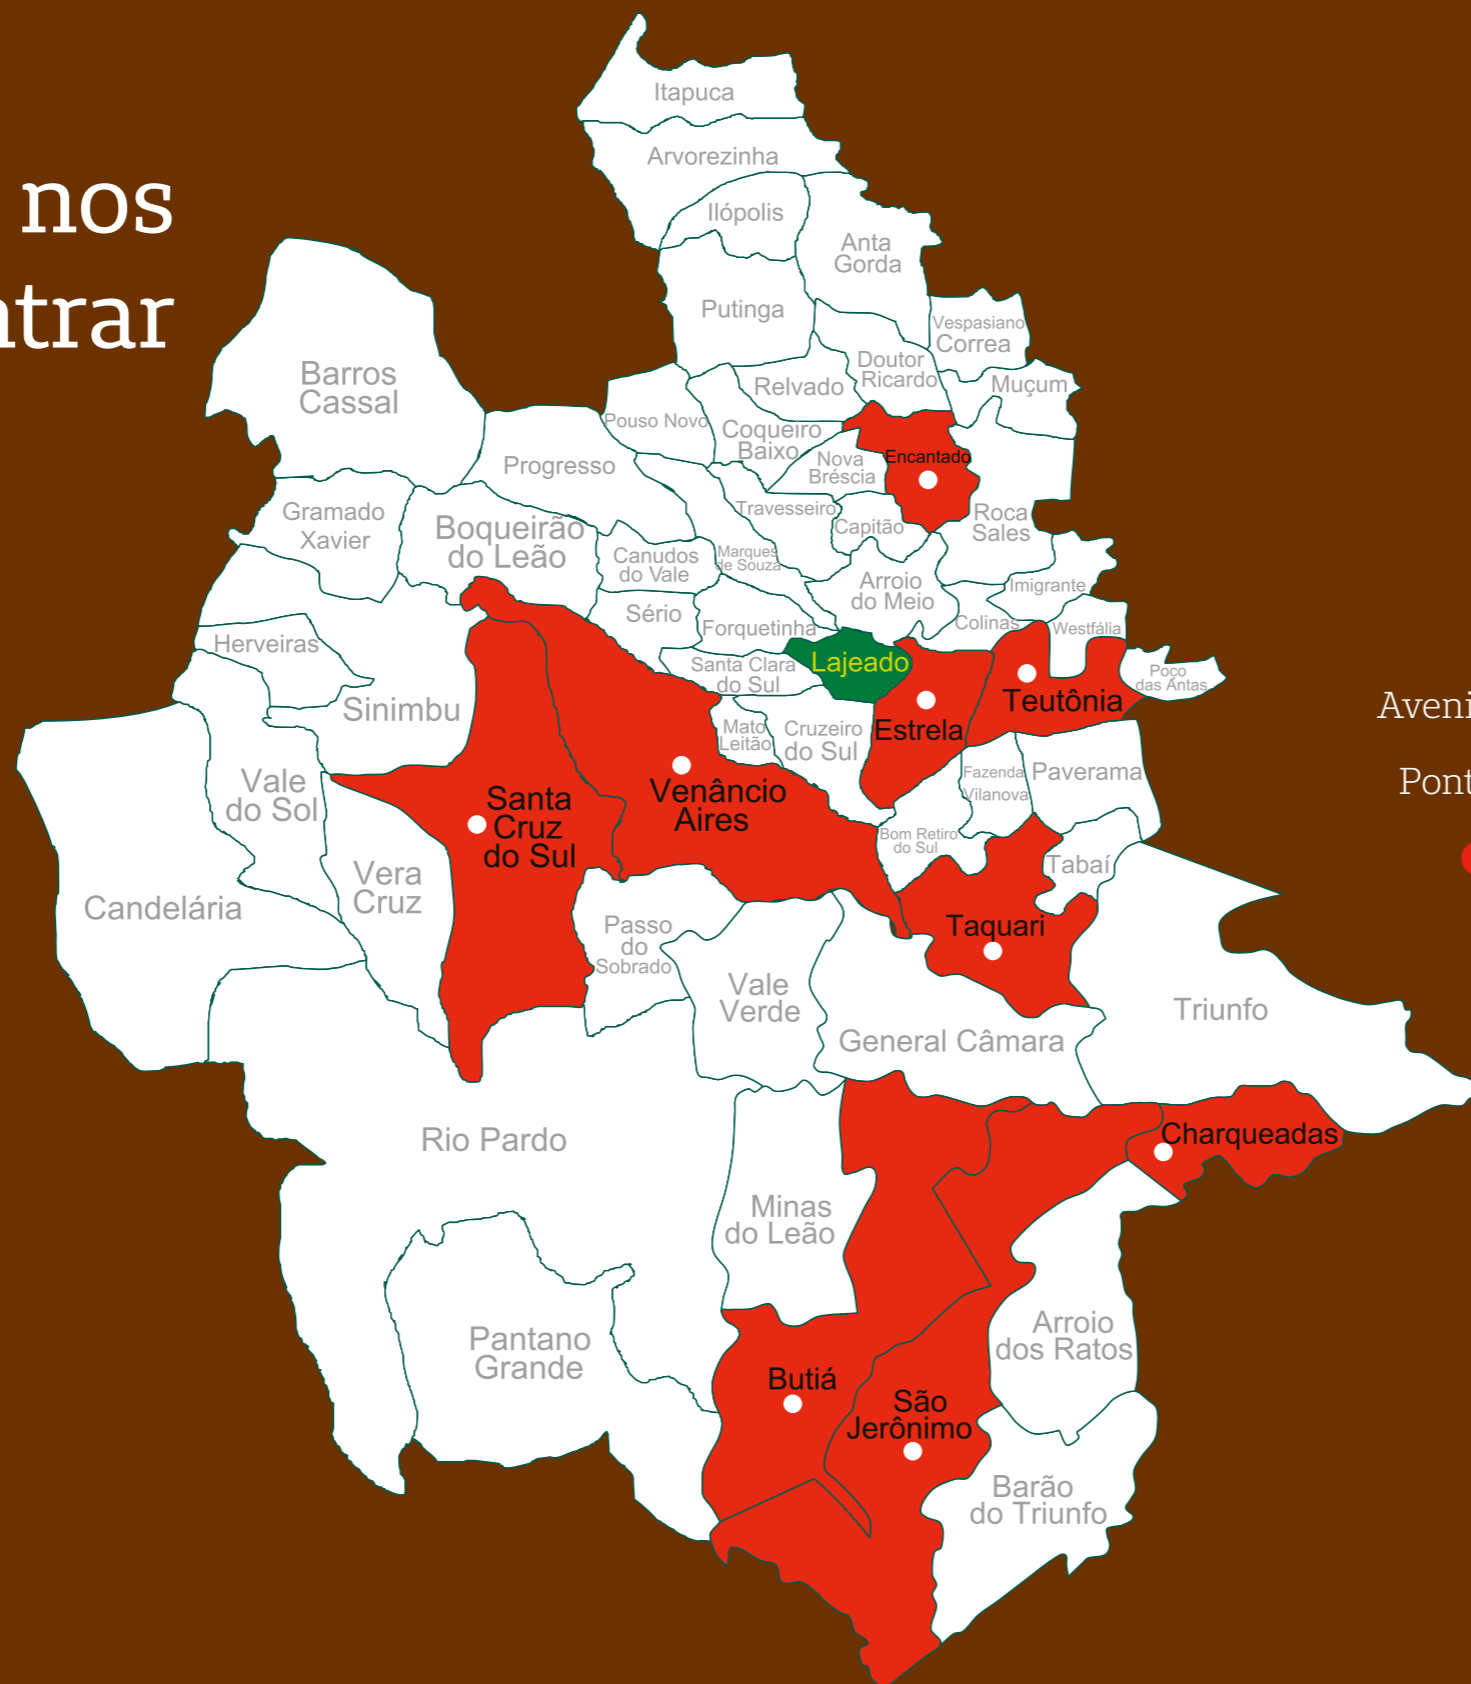 nos
ntrar
Itapuca
Arvorezinha
Ilópolis
Anta
Gorda
Putinga
Vespasiano
Correa
Doutor
Ricardo
Muçum
Relvado
Barros
Cassal
Pouso Novo
Coqueiro
Baixo
Progresso
Nova
Bréscia
Encantado
Travesseiro
Capitão
Roca
Sales
Gramado
Xavier
Boqueirão
do Leão
Canudos
do Vale
Marques
de Souza
Arroio
do Meio
Imigrante
Sério
Forquetinha
Colinas
Westfália
Herveiras
Santa Clara
do Sul
Lajeado
Poco
das Antas
Sinimbu
Teutônia
Estrela
Mato
Leitão
Cruzeiro
do Sul
Aveni
Pont
Vale
do Sol
Fazenda
Vilanova
Paverama
Santa
Cruz
do Sul
Venâncio
Aires
Bom Retiro
do Sul
Tabaí
Vera
Cruz
Candelária
Passo
do
Sobrado
Taquari
Vale
Verde
General Câmara
Triunfo
Rio Pardo
Charqueadas
Minas
do Leão
Pantano
Grande
Arroio
dos Ratos
Butiá
São
Jerônimo
Barão
do Triunfo